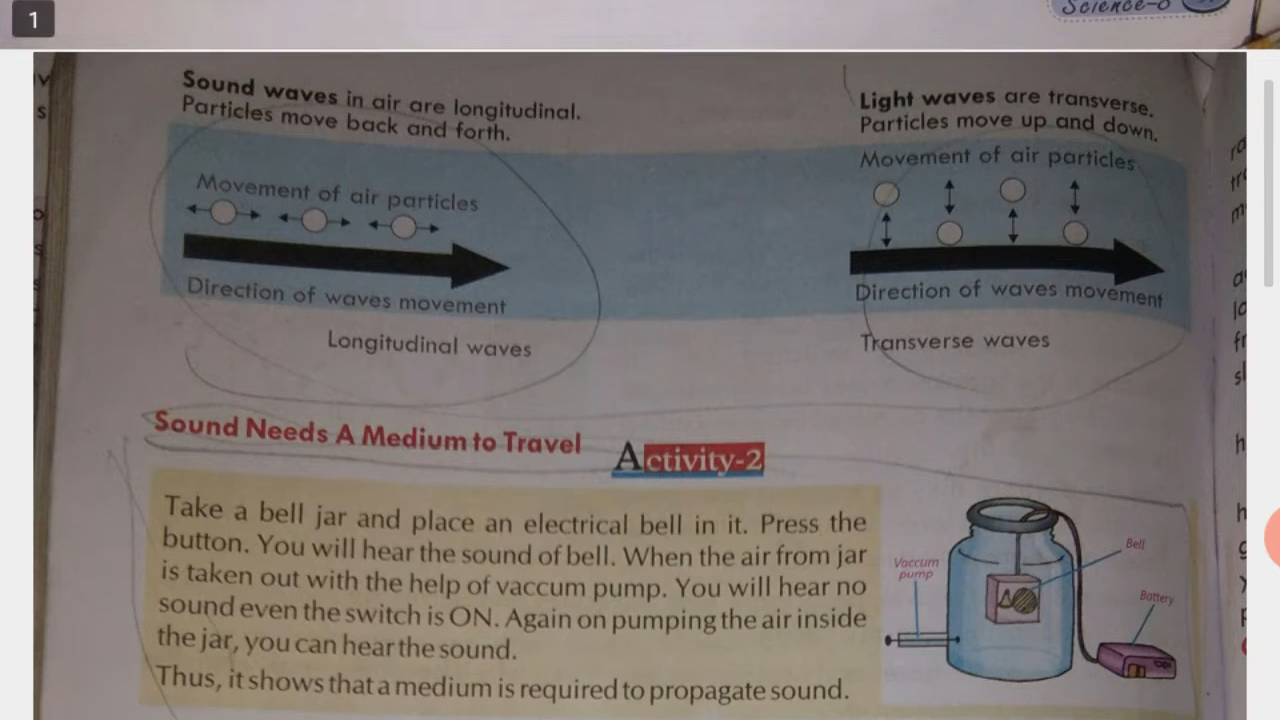 1
Science-8
Sound waves in air are longitudinal.
Particles move back and forth.
Movement of air particles
Direction of waves movement
Longitudinal waves
Light waves are transverse.
Particles move up and down.
Movement of air particles
Direction of waves movement
Transverse waves
Sound Needs A Medium to Travel
Activity-2
Take a bell jar and place an electrical bell in it. Press the
button. You will hear the sound of bell. When the air from jar
is taken out with the help of vaccum pump. You will hear no
sound even the switch is ON. Again on pumping the air inside
the jar, you can hear the sound.
Thus, it shows that a medium is required to propagate sound.
Vaccum
pump
Bell
Battery